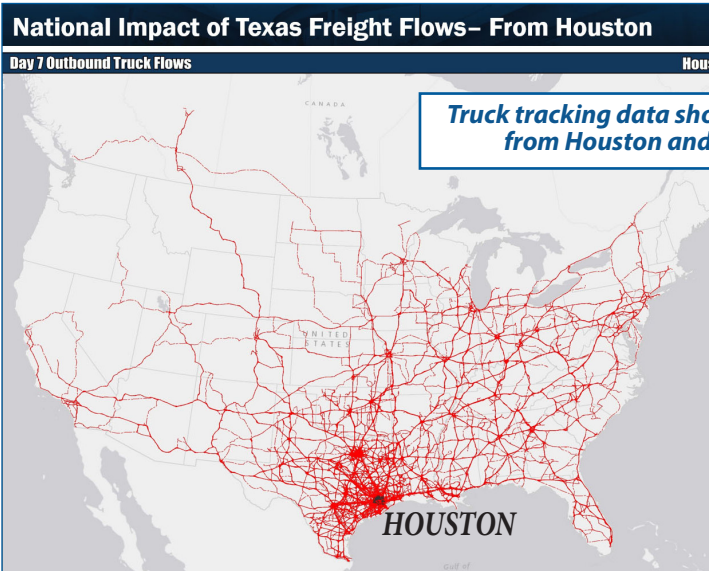 National Impact of Texas Freight Flows– From Houston
Day 7 Outbound Truck Flows
Hous
CANADA
Truck tracking data sho
from Houston and
UNITED
STATES
HOUSTON
Gulf of